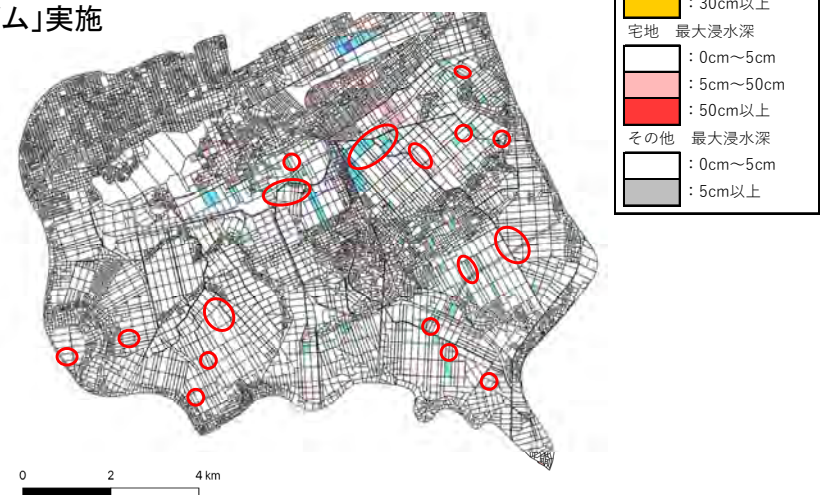 ム」実施
：30cm以上
宅地　最大浸水深
：0cm～5cm
：5cm～50cm
：50cm以上
その他　最大浸水深
：0cm～5cm
：5cm以上
0 2 4 km